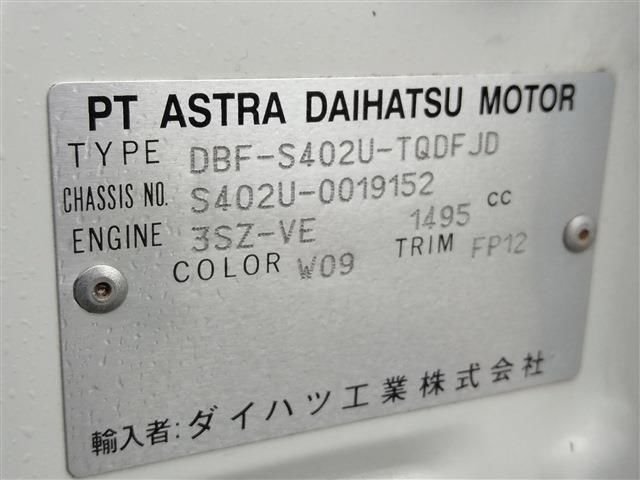 PT ASTRA DAIHATSU MOTOR
TYPE DBF-S402U-TQDFJD
CHASSIS NO. S402U-0019152
ENGINE 3SZ-VE 1495 cc
COLOR W09 TRIM FP12
輸入者: ダイハツ工業株式会社